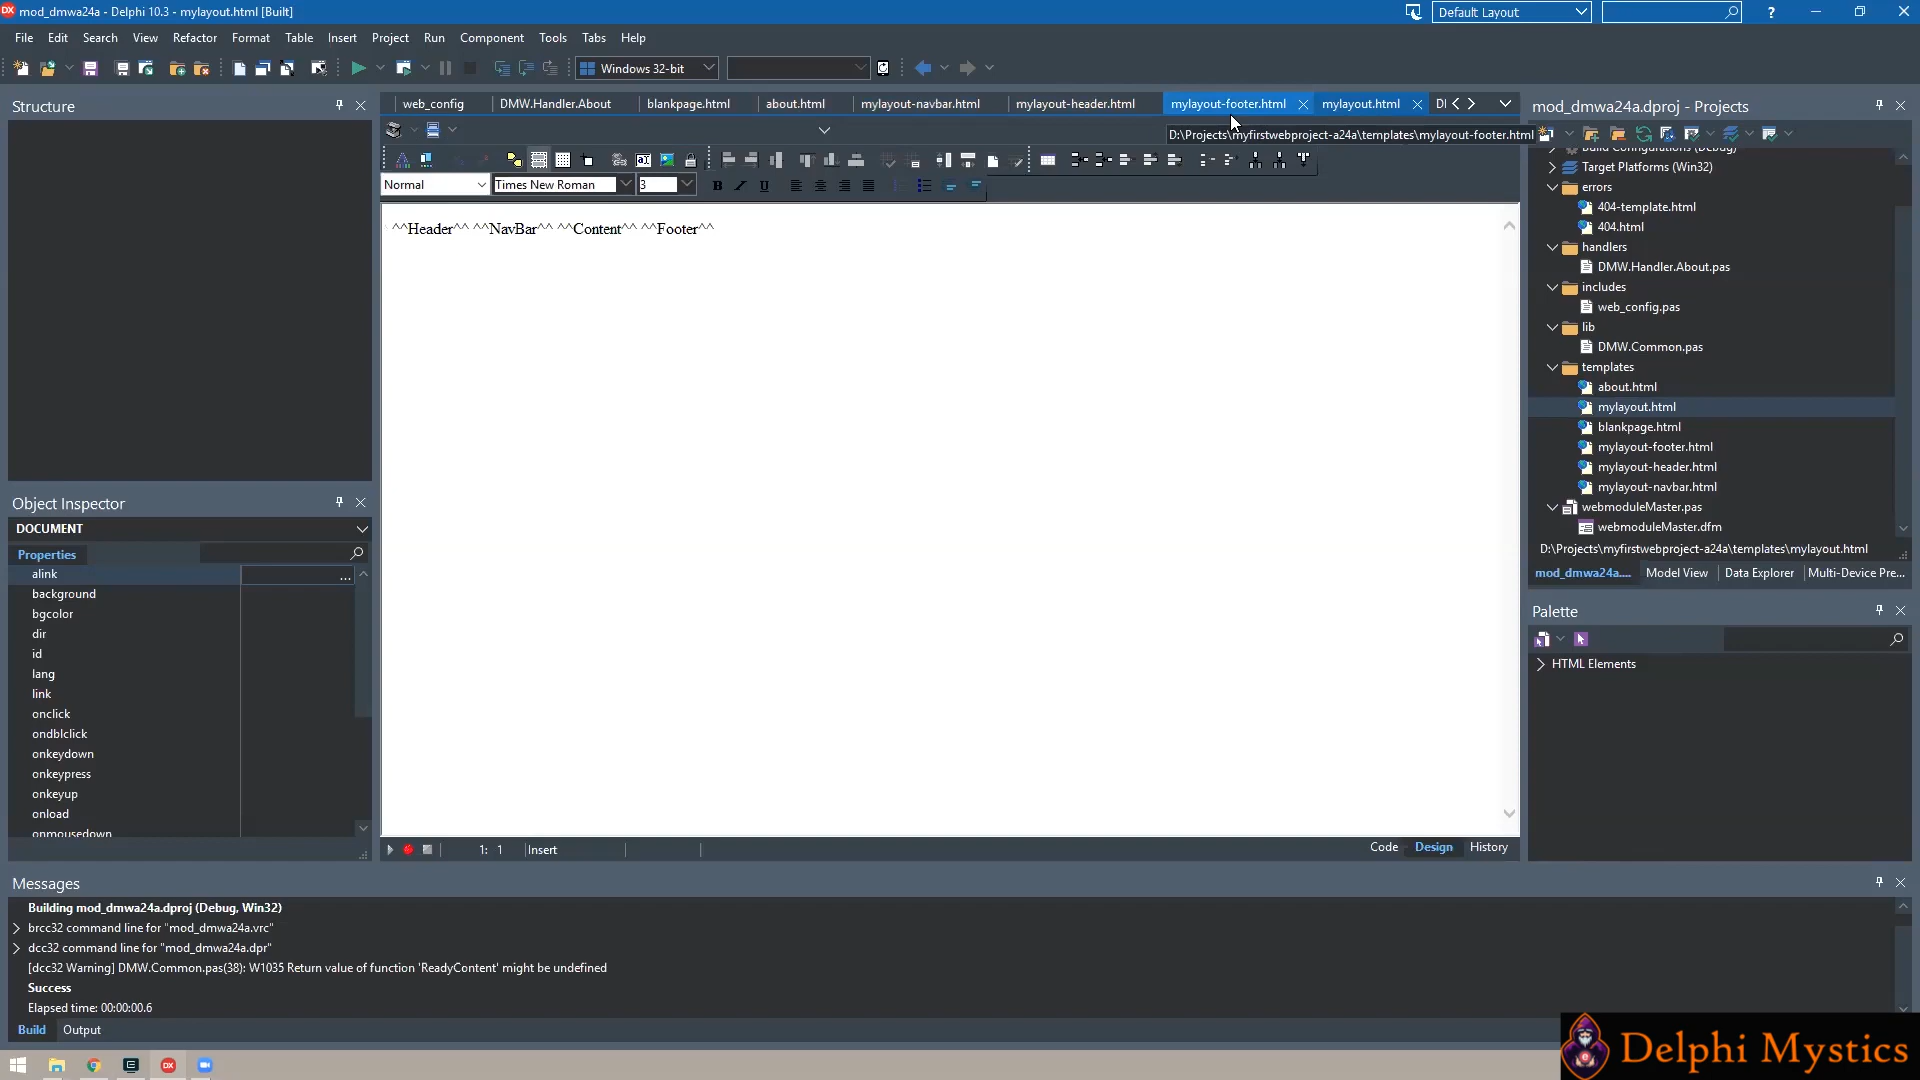 mod_dmwa24a - Delphi 10.3 - mylayout.html [Built]
Default Layout
?
File Edit Search View Refactor Format Table Insert Project Run Component Tools Tabs Help
Windows 32-bit
Structure
web_config DMW.Handler.About blankpage.html about.html mylayout-navbar.html mylayout-header.html mylayout-footer.html mylayout.html
D:\Projects\myfirstwebproject-a24a\templates\mylayout-footer.html
Normal Times New Roman 3 B I U
^^Header^^ ^^NavBar^^ ^^Content^^ ^^Footer^^
mod_dmwa24a.dproj - Projects
Build Configurations (Debug)
Target Platforms (Win32)
errors
404-template.html
404.html
handlers
DMW.Handler.About.pas
includes
web_config.pas
lib
DMW.Common.pas
templates
about.html
mylayout.html
blankpage.html
mylayout-footer.html
mylayout-header.html
mylayout-navbar.html
webmoduleMaster.pas
webmoduleMaster.dfm
D:\Projects\myfirstwebproject-a24a\templates\mylayout.html
mod_dmwa24a.... Model View Data Explorer Multi-Device Pre...
Object Inspector
DOCUMENT
Properties
alink ...
background
bgcolor
dir
id
lang
link
onclick
ondblclick
onkeydown
onkeypress
onkeyup
onload
onmousedown
Palette
HTML Elements
1: 1 Insert
Code Design History
Messages
Building mod_dmwa24a.dproj (Debug, Win32)
brcc32 command line for "mod_dmwa24a.vrc"
dcc32 command line for "mod_dmwa24a.dpr"
[dcc32 Warning] DMW.Common.pas(38): W1035 Return value of function 'ReadyContent' might be undefined
Success
Elapsed time: 00:00:00.6
Build Output
Delphi Mystics